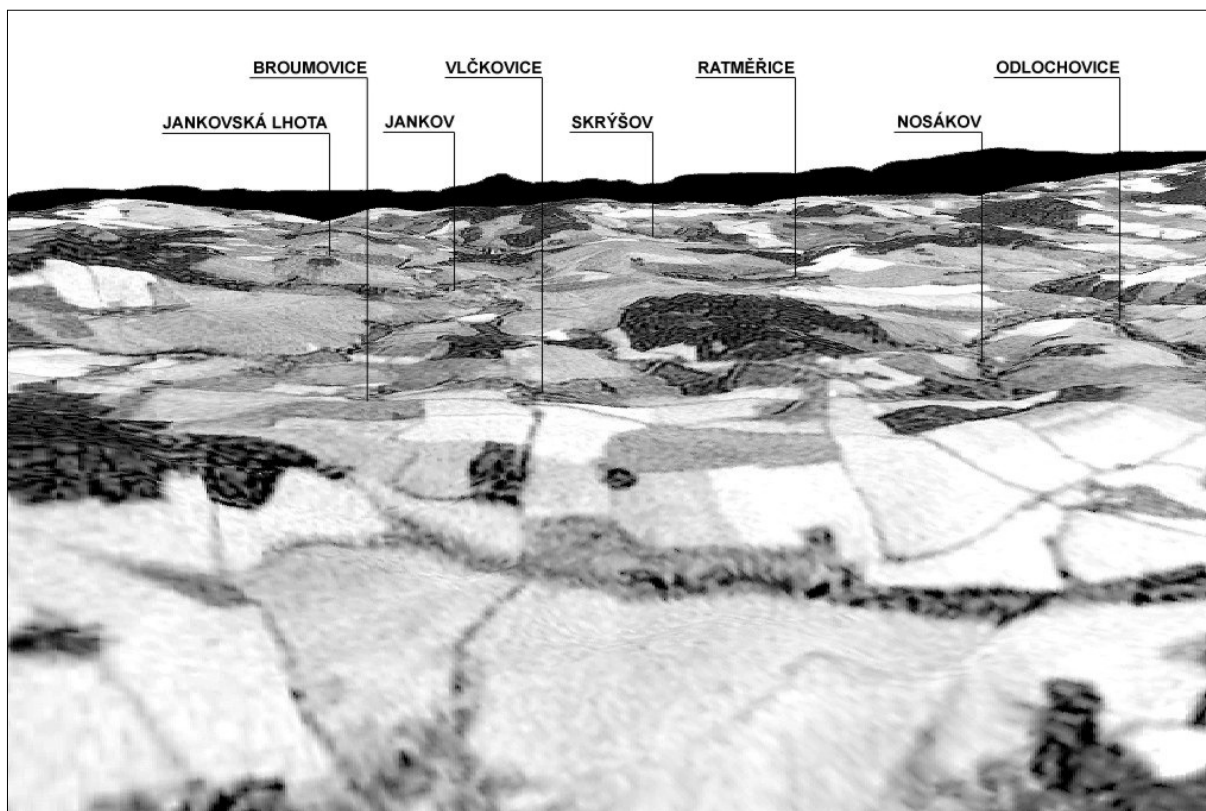 BROUMOVICE
VLČKOVICE
RATMĚŘICE
ODLOCHOVICE
JANKOVSKÁ LHOTA
JANKOV
SKRÝŠOV
NOSÁKOV